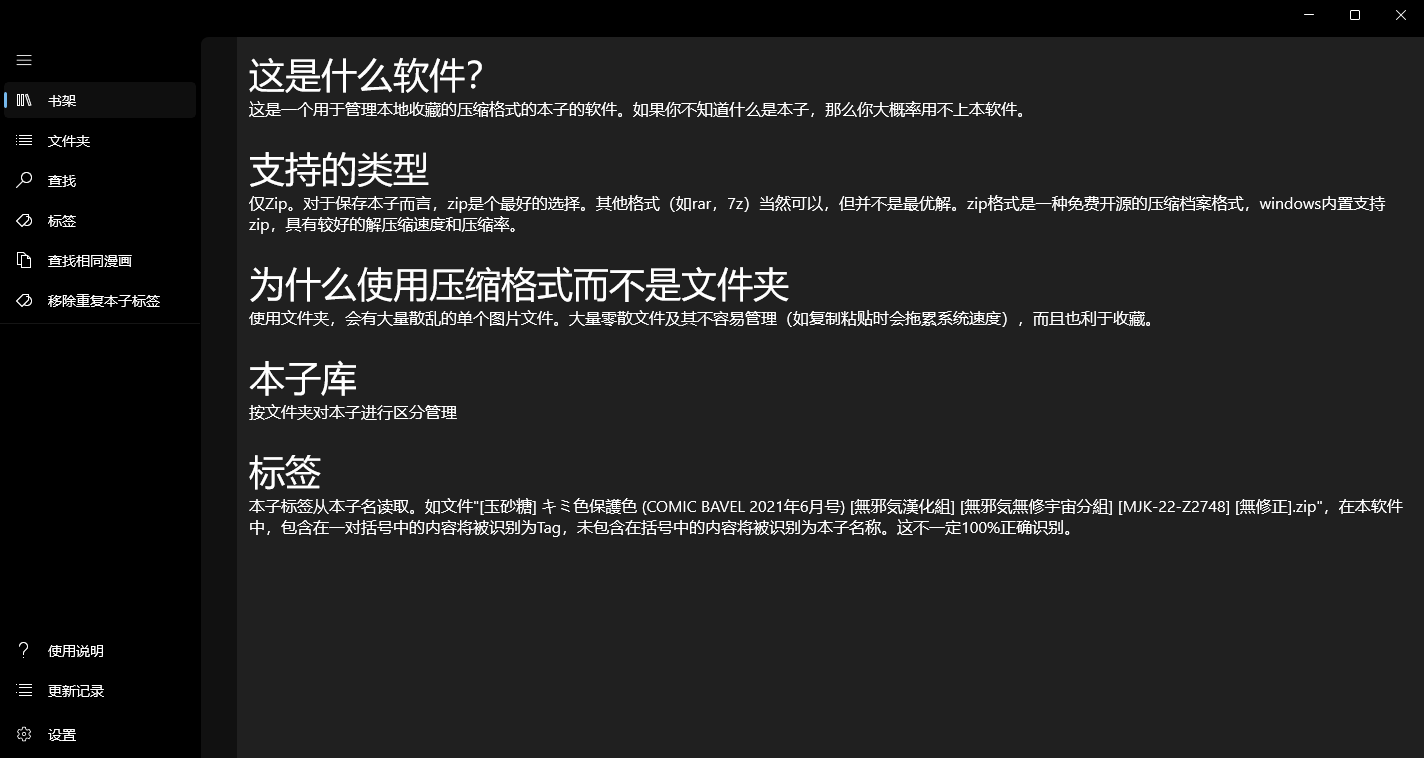 书架
文件夹
查找
标签
查找相同漫画
移除重复本子标签
使用说明
更新记录
设置
这是什么软件？
这是一个用于管理本地收藏的压缩格式的本子的软件。如果你不知道什么是本子，那么你大概率用不上本软件。
支持的类型
仅Zip。对于保存本子而言，zip是个最好的选择。其他格式（如rar，7z）当然可以，但并不是最优解。zip格式是一种免费开源的压缩档案格式，windows内置支持
zip，具有较好的解压缩速度和压缩率。
为什么使用压缩格式而不是文件夹
使用文件夹，会有大量散乱的单个图片文件。大量零散文件及其不容易管理（如复制粘贴时会拖累系统速度），而且也利于收藏。
本子库
按文件夹对本子进行区分管理
标签
本子标签从本子名读取。如文件"[玉砂糖] キミ色保護色 (COMIC BAVEL 2021年6月号) [無邪気漢化組] [無邪気無修宇宙分組] [MJK-22-Z2748] [無修正].zip"，在本软件
中，包含在一对括号中的内容将被识别为Tag，未包含在括号中的内容将被识别为本子名称。这不一定100%正确识别。